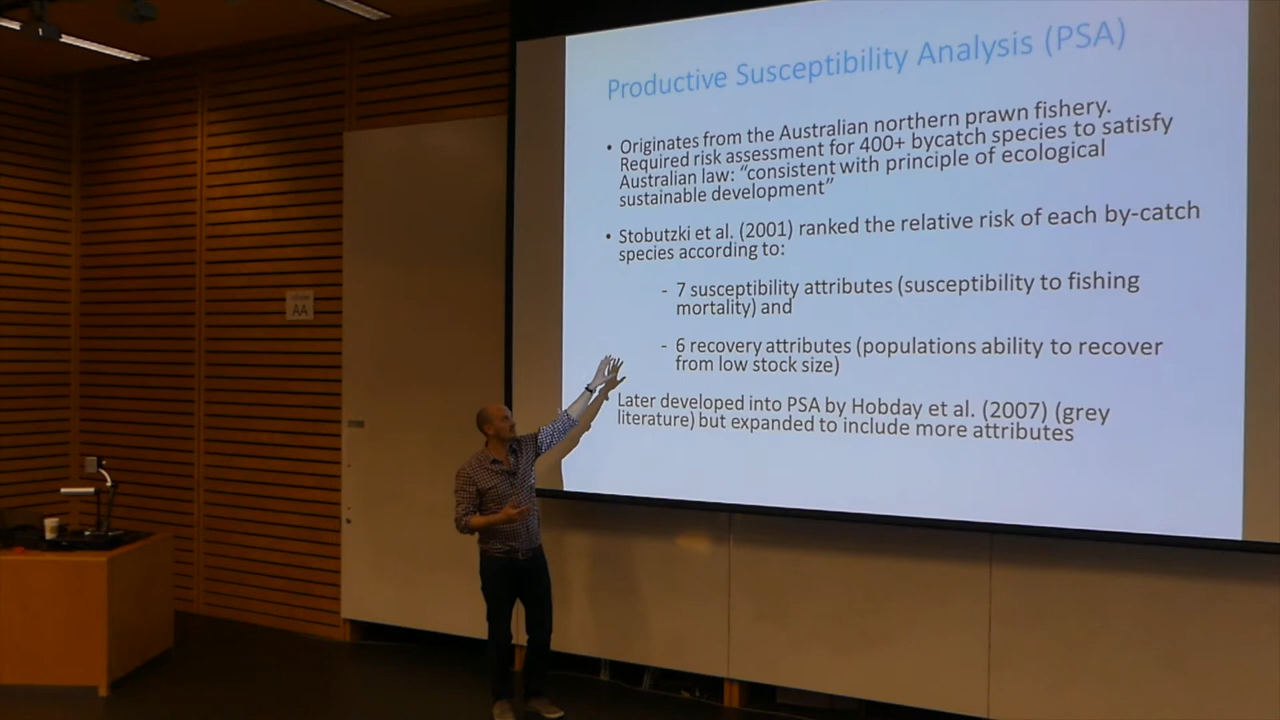 Productive Susceptibility Analysis (PSA)
• Originates from the Australian northern prawn fishery.
Required risk assessment for 400+ bycatch species to satisfy
Australian law: “consistent with principle of ecological
sustainable development”
• Stobutzki et al. (2001) ranked the relative risk of each by-catch
species according to:
- 7 susceptibility attributes (susceptibility to fishing
mortality) and
- 6 recovery attributes (populations ability to recover
from low stock size)
Later developed into PSA by Hobday et al. (2007) (grey
literature) but expanded to include more attributes
AA